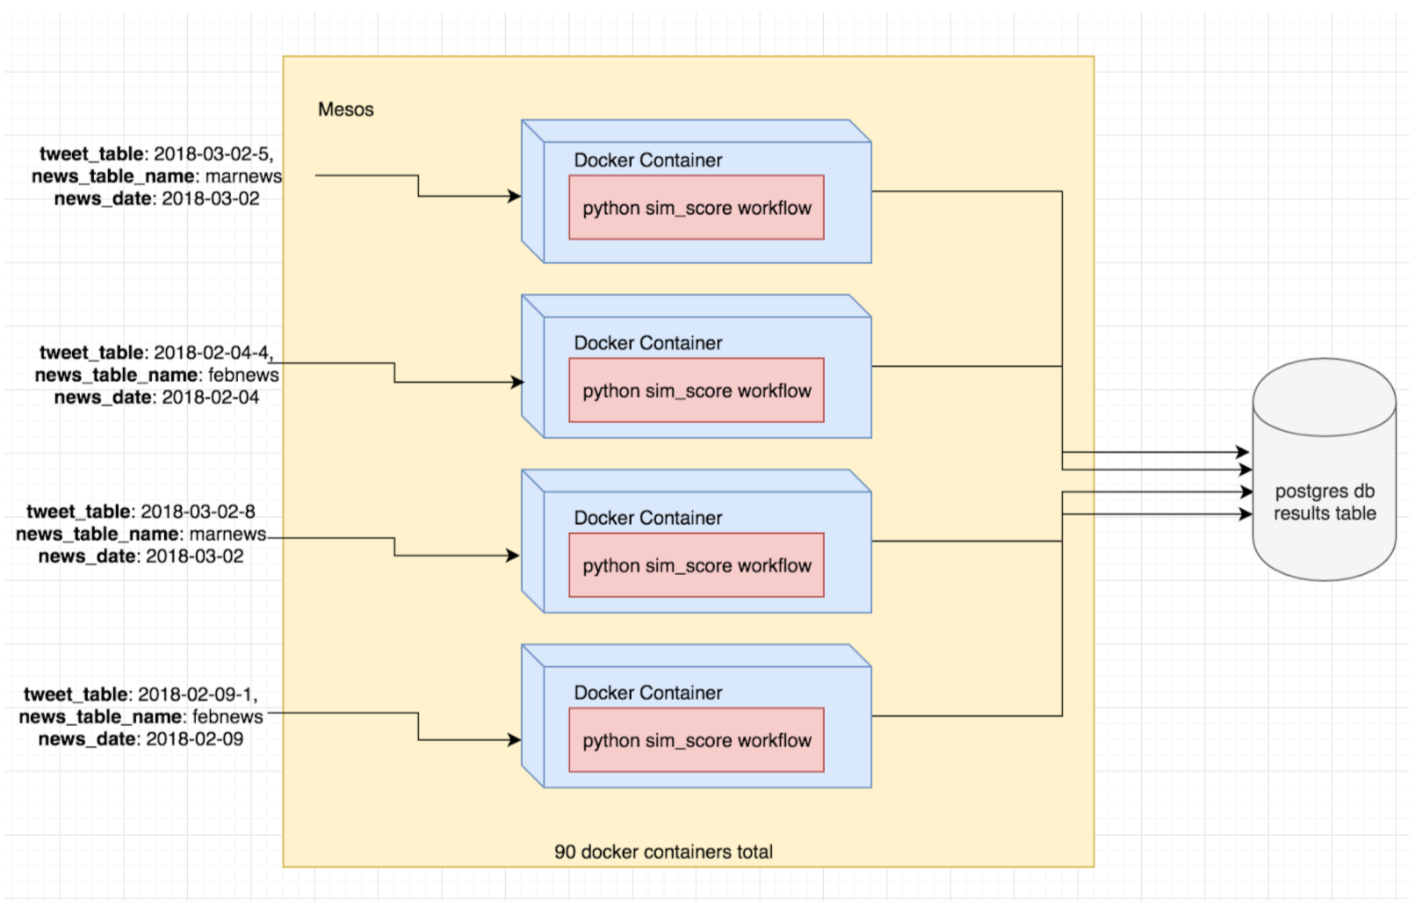 Mesos
tweet_table: 2018-03-02-5,
news_table_name: marnews
news_date: 2018-03-02
Docker Container
python sim_score workflow
tweet_table: 2018-02-04-4,
news_table_name: febnews
news_date: 2018-02-04
Docker Container
python sim_score workflow
tweet_table: 2018-03-02-8
news_table_name: marnews
news_date: 2018-03-02
Docker Container
python sim_score workflow
postgres db
results table
tweet_table: 2018-02-09-1,
news_table_name: febnews
news_date: 2018-02-09
Docker Container
python sim_score workflow
90 docker containers total